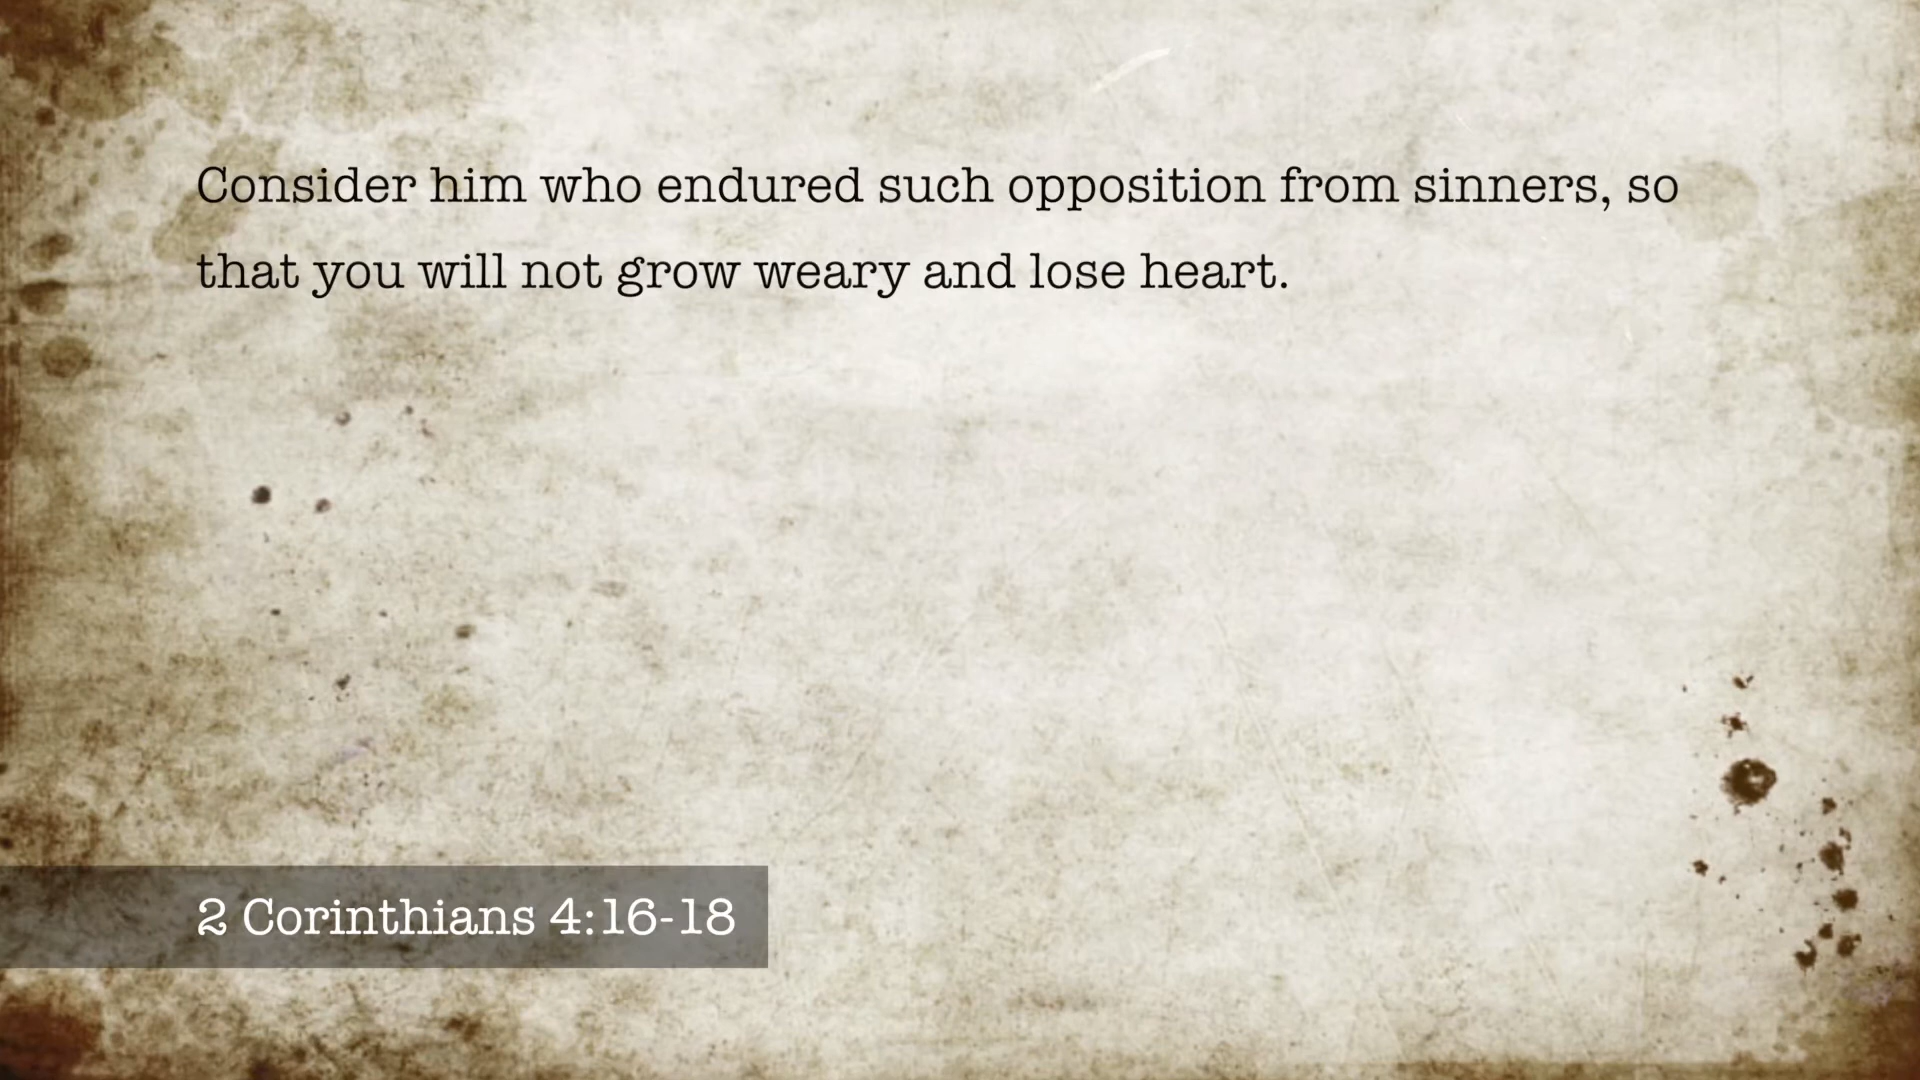 Consider him who endured such opposition from sinners, so
that you will not grow weary and lose heart.
2 Corinthians 4:16-18